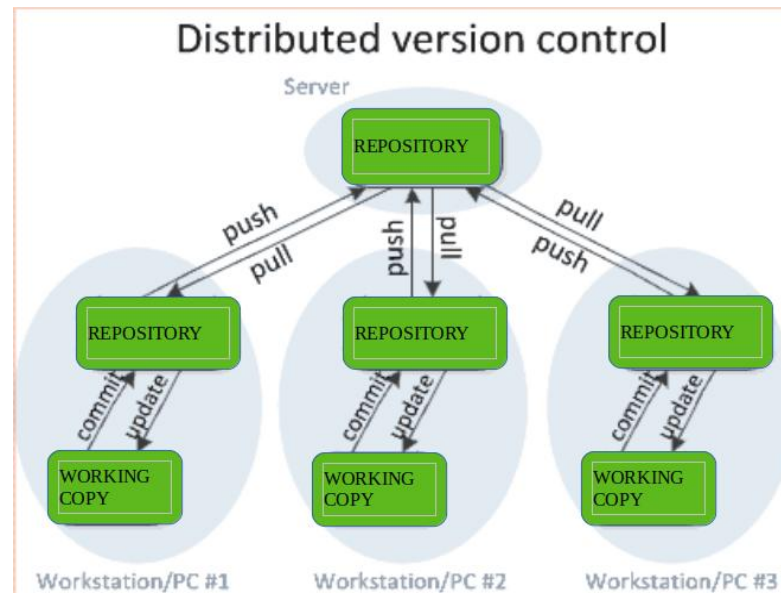 Distributed version control
Server
REPOSITORY
push
pull
push
pull
pull
push
REPOSITORY
REPOSITORY
REPOSITORY
commit
update
commit
update
commit
update
WORKING
COPY
WORKING
COPY
WORKING
COPY
Workstation/PC #1
Workstation/PC #2
Workstation/PC #3